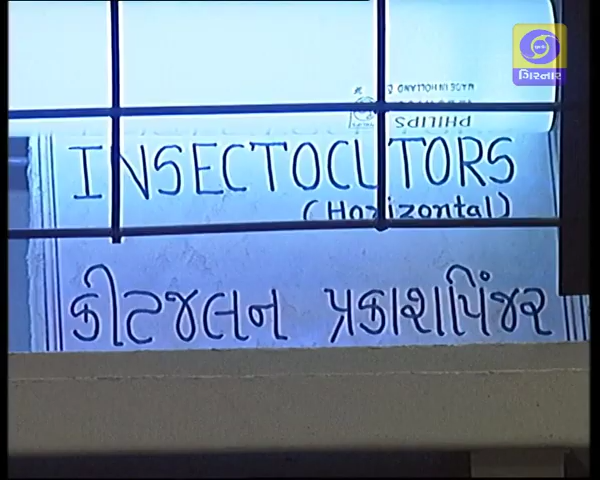 ગિરનાર
MADE IN HOLLAND
PHILIPS
INSECTOCUTORS
(Horizontal)
કીટજલન પ્રકાશપિંજર